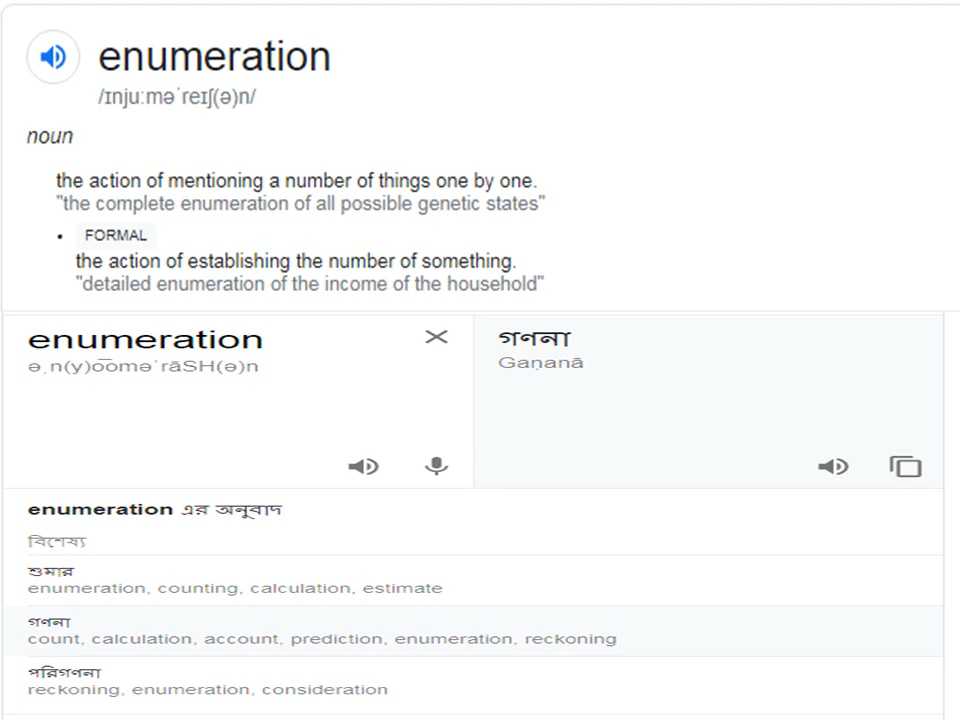 enumeration
/ɪnjuːməˈreɪʃ(ə)n/
noun
the action of mentioning a number of things one by one.
"the complete enumeration of all possible genetic states"
• FORMAL
the action of establishing the number of something.
"detailed enumeration of the income of the household"
enumeration
əˌn(y)o͞oməˈrāSH(ə)n
গণনা
Gaṇanā
enumeration এর অনুবাদ
বিশেষ্য
শুমার
enumeration, counting, calculation, estimate
গণনা
count, calculation, account, prediction, enumeration, reckoning
পরিগণনা
reckoning, enumeration, consideration